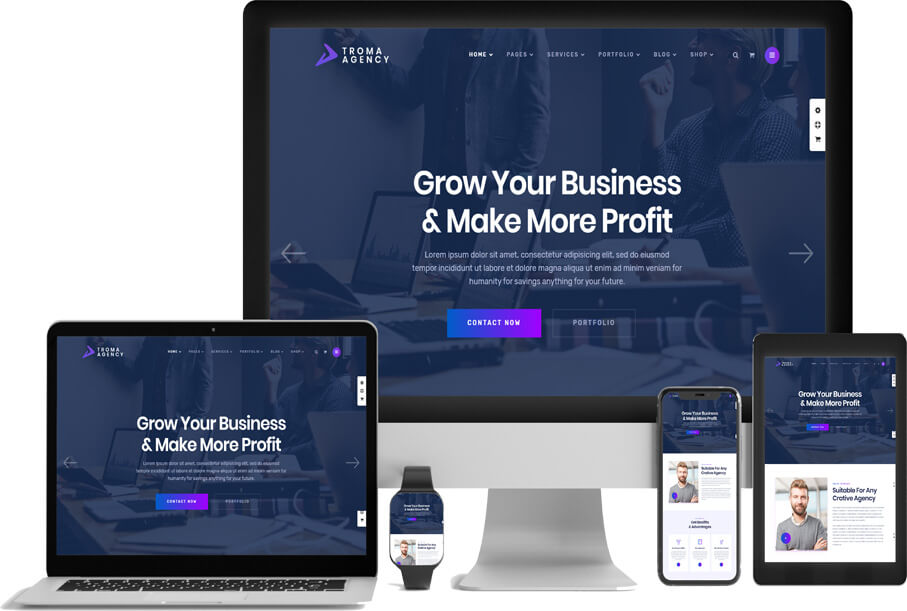 TROMA
AGENCY
HOME
PAGES
SERVICES
PORTFOLIO
BLOG
SHOP
Grow Your Business
& Make More Profit
Lorem ipsum dolor sit amet, consectetur adipisicing elit, sed do eiusmod
tempor incididunt ut labore et dolore magna aliqua ut enim ad minim veniam for
humanity for savings anything for your future.
CONTACT NOW
PORTFOLIO
TROMA
AGENCY
HOME
PAGES
SERVICES
PORTFOLIO
BLOG
SHOP
Grow Your Business
& Make More Profit
Lorem ipsum dolor sit amet, consectetur adipisicing elit, sed do eiusmod
tempor incididunt ut labore et dolore magna aliqua ut enim ad minim veniam for
humanity for savings anything for your future.
CONTACT NOW
PORTFOLIO
Grow Your Business
& Make More Profit
Suitable For Any
Grow Your Business
& Make More Profit
Suitable For Any
Crative Agency
Get Benifits
& Advantages
Grow Your Business
& Make More Profit
Suitable For Any
Crative Agency